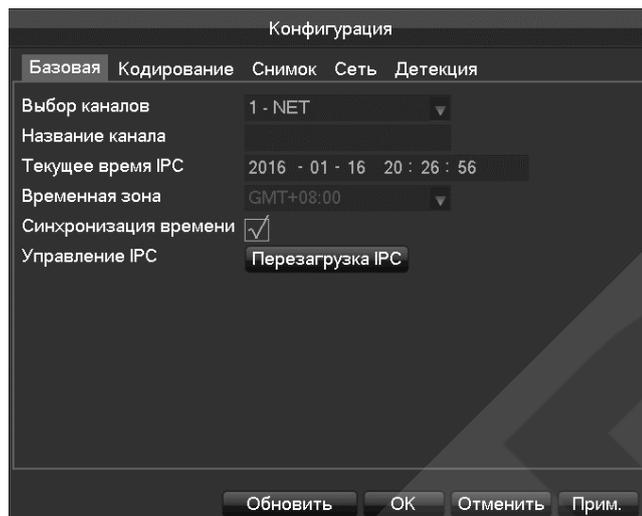 Конфигурация
Базовая Кодирование Снимок Сеть Детекция
Выбор каналов 1 - NET
Название канала
Текущее время IPC 2016 - 01 - 16 20 : 26 : 56
Временная зона GMT+08:00
Синхронизация времени
Управление IPC Перезагрузка IPC
Обновить OK Отменить Прим.